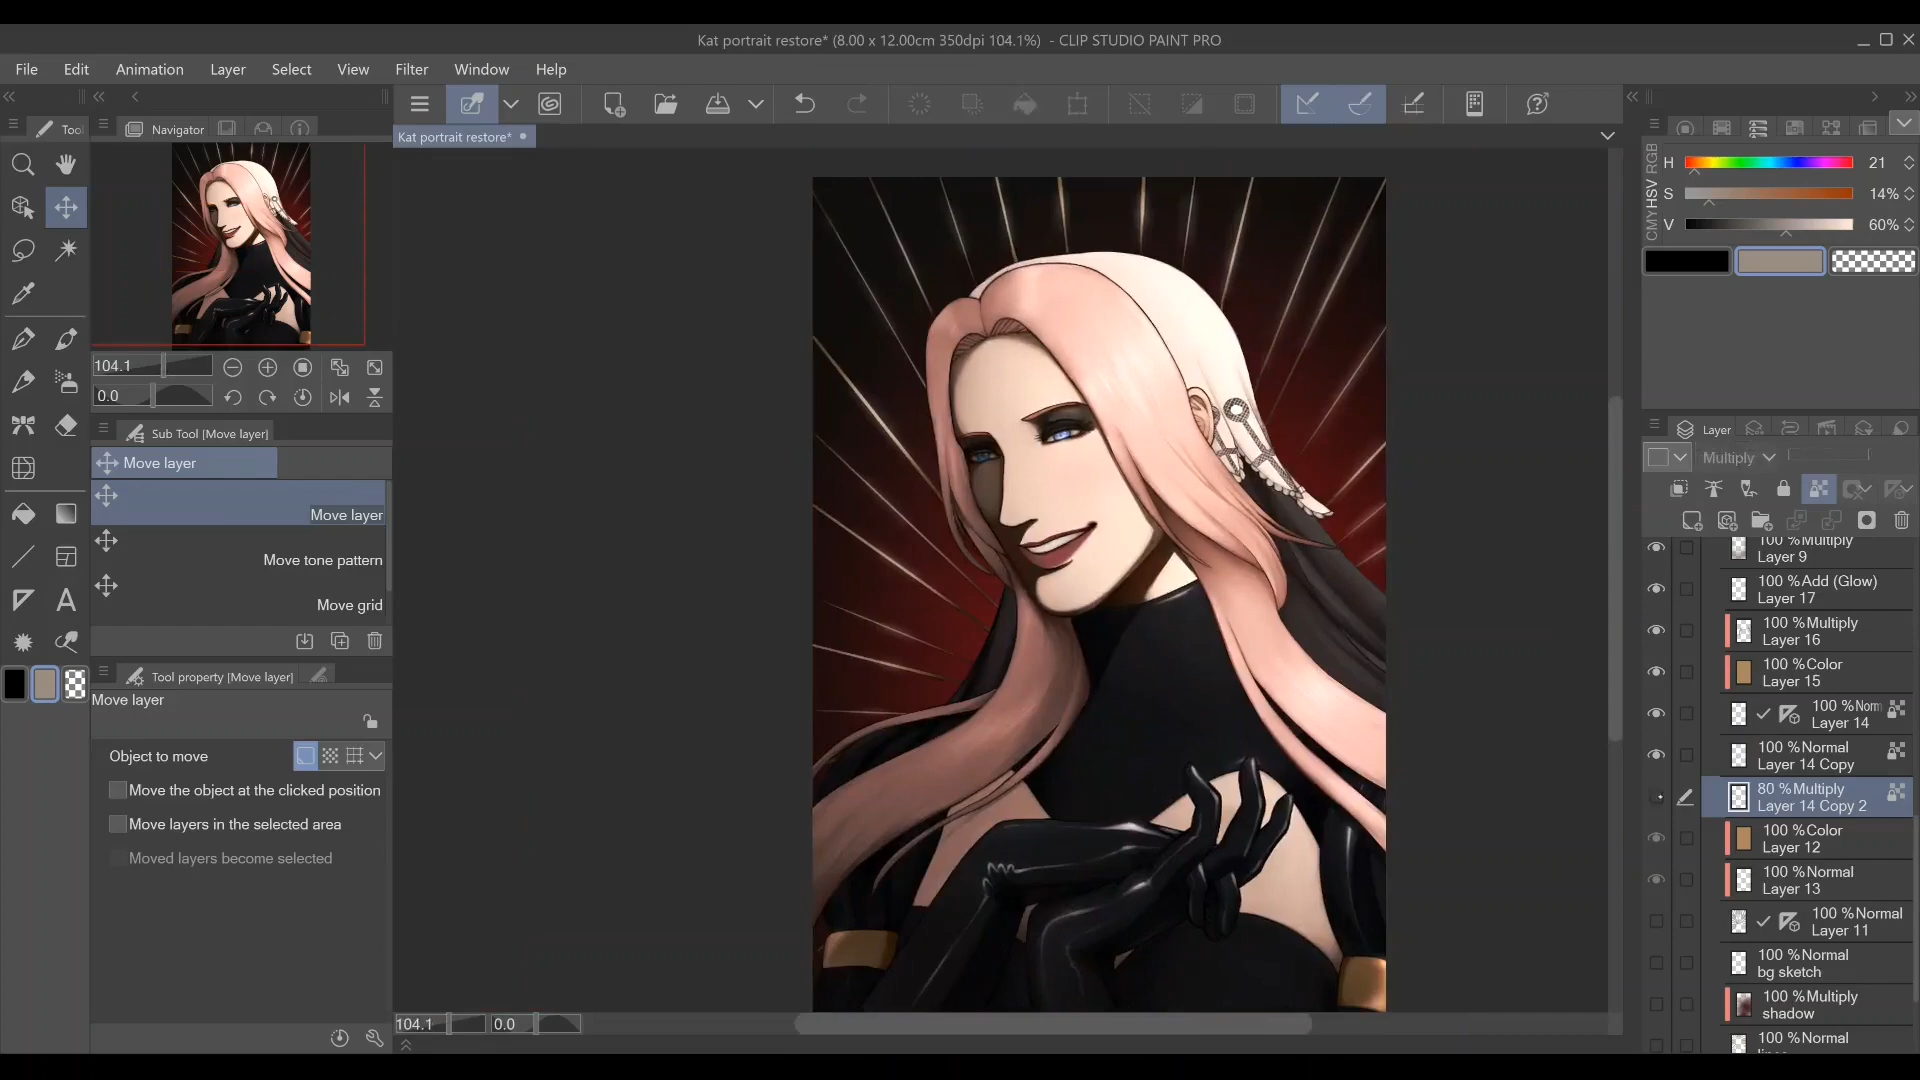 Kat portrait restore* (8.00 x 12.00cm 350dpi 104.1%) - CLIP STUDIO PAINT PRO
File Edit Animation Layer Select View Filter Window Help
Tool
Navigator
Kat portrait restore*
104.1
0.0
Sub Tool [Move layer]
Move layer
Move layer
Move tone pattern
Move grid
Tool property [Move layer]
Move layer
Object to move
Move the object at the clicked position
Move layers in the selected area
Moved layers become selected
104.1 0.0
RGB
HSV
CMY
H 21
S 14%
V 60%
Layer
Multiply
100 %Multiply
Layer 9
100 %Add (Glow)
Layer 17
100 %Multiply
Layer 16
100 %Color
Layer 15
100 %Norm
Layer 14
100 %Normal
Layer 14 Copy
80 %Multiply
Layer 14 Copy 2
100 %Color
Layer 12
100 %Normal
Layer 13
100 %Normal
Layer 11
100 %Normal
bg sketch
100 %Multiply
shadow
100 %Normal